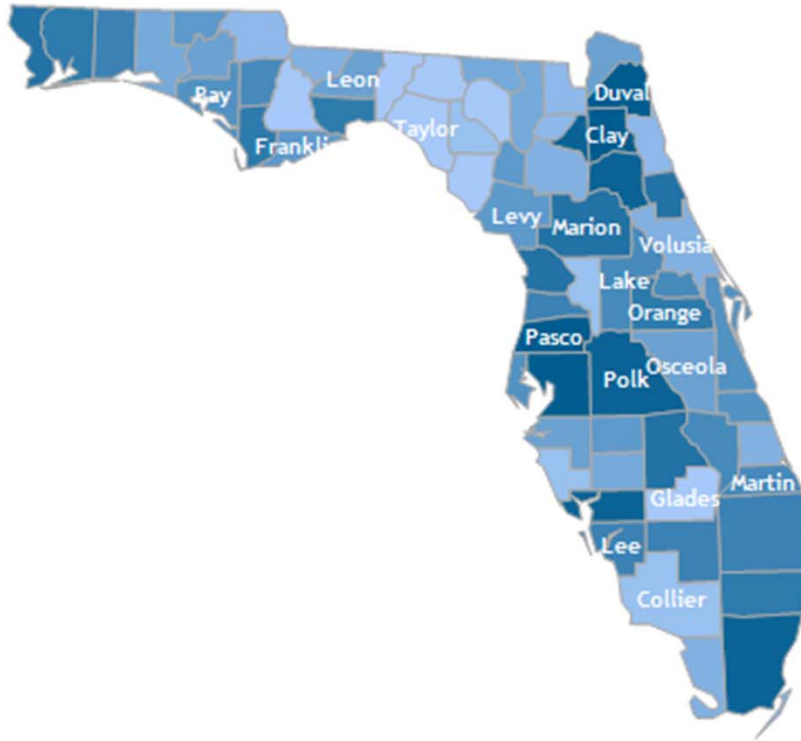 Leon
Duval
Bay
Taylor
Clay
Franklin
Levy
Marion
Volusia
Lake
Orange
Pasco
Osceola
Polk
Martin
Glades
Lee
Collier